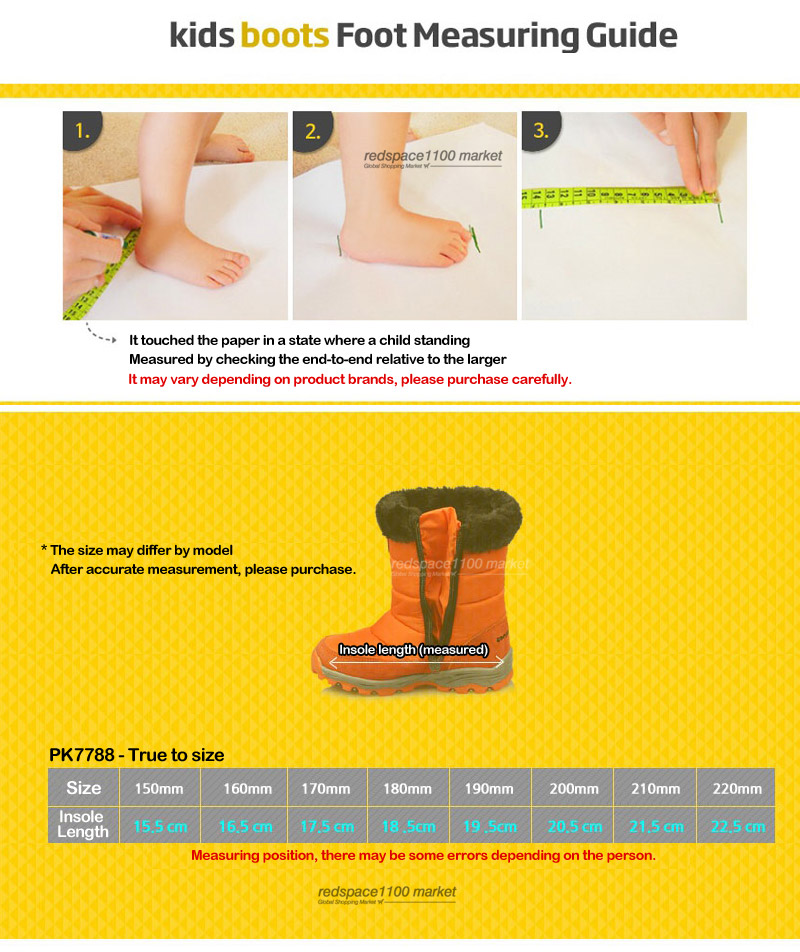 kids boots Foot Measuring Guide
1.
2.
3.
redspace1100 market
Global Shopping Market
It touched the paper in a state where a child standing
Measured by checking the end-to-end relative to the larger
It may vary depending on product brands, please purchase carefully.
* The size may differ by model
After accurate measurement, please purchase.
redspace1100 market
Global Shopping Market
Insole length (measured)
PK7788 - True to size
Size 150mm 160mm 170mm 180mm 190mm 200mm 210mm 220mm
Insole Length 15,5 cm 16,5 cm 17,5 cm 18 ,5cm 19 ,5cm 20,5 cm 21,5 cm 22,5 cm
Measuring position, there may be some errors depending on the person.
redspace1100 market
Global Shopping Market